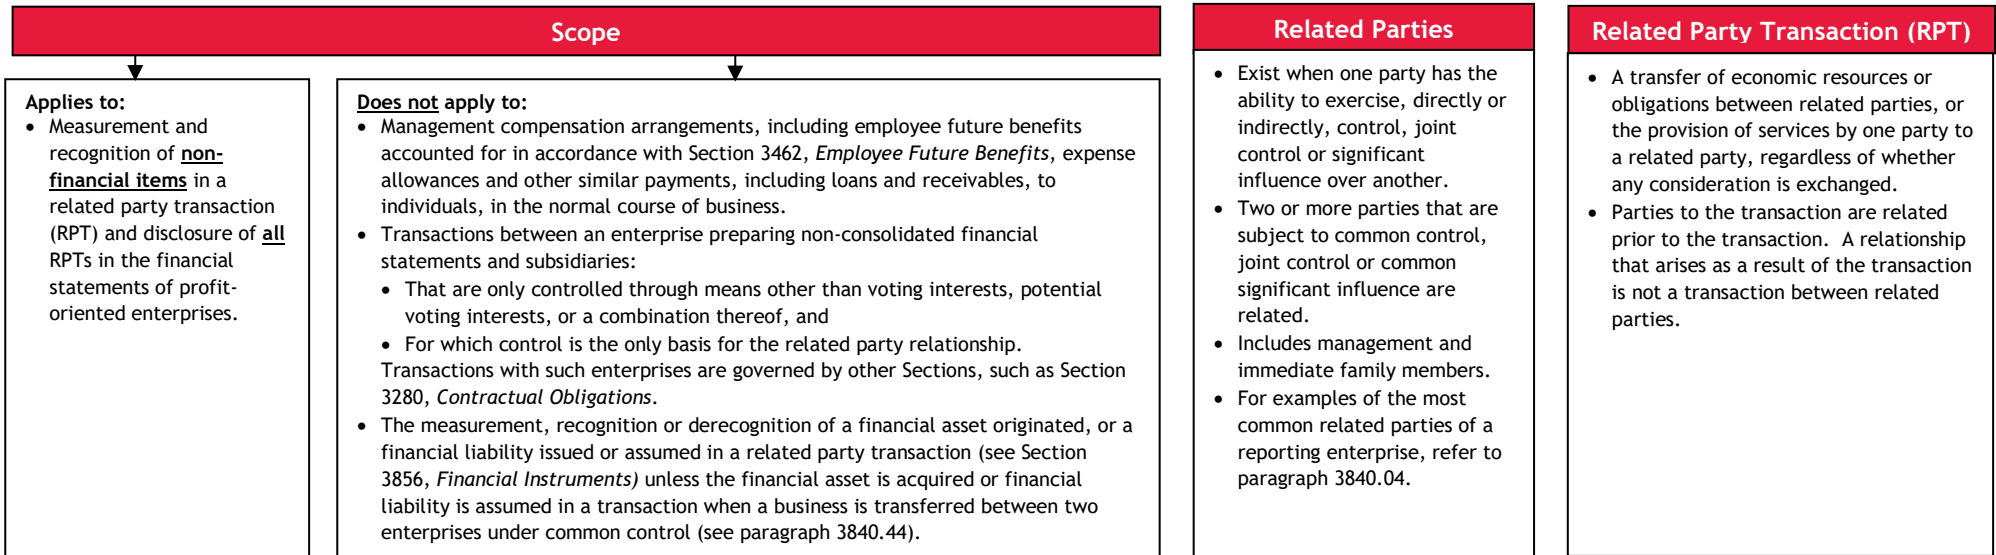 Scope
Applies to:
• Measurement and
recognition of non-
financial items in a
related party transaction
(RPT) and disclosure of all
RPTs in the financial
statements of profit-
oriented enterprises.
Does not apply to:
• Management compensation arrangements, including employee future benefits
accounted for in accordance with Section 3462, Employee Future Benefits, expense
allowances and other similar payments, including loans and receivables, to
individuals, in the normal course of business.
• Transactions between an enterprise preparing non-consolidated financial
statements and subsidiaries:
• That are only controlled through means other than voting interests, potential
voting interests, or a combination thereof, and
• For which control is the only basis for the related party relationship.
Transactions with such enterprises are governed by other Sections, such as Section
3280, Contractual Obligations.
• The measurement, recognition or derecognition of a financial asset originated, or a
financial liability issued or assumed in a related party transaction (see Section
3856, Financial Instruments) unless the financial asset is acquired or financial
liability is assumed in a transaction when a business is transferred between two
enterprises under common control (see paragraph 3840.44).
Related Parties
• Exist when one party has the
ability to exercise, directly or
indirectly, control, joint
control or significant
influence over another.
• Two or more parties that are
subject to common control,
joint control or common
significant influence are
related.
• Includes management and
immediate family members.
• For examples of the most
common related parties of a
reporting enterprise, refer to
paragraph 3840.04.
Related Party Transaction (RPT)
• A transfer of economic resources or
obligations between related parties, or
the provision of services by one party to
a related party, regardless of whether
any consideration is exchanged.
• Parties to the transaction are related
prior to the transaction.  A relationship
that arises as a result of the transaction
is not a transaction between related
parties.